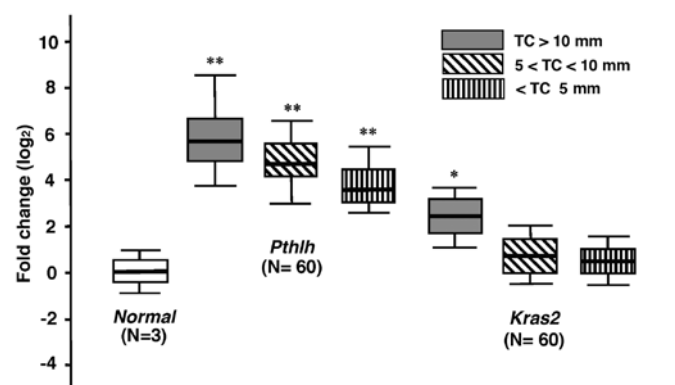 Fold change (log2)
10
8
6
4
2
0
-2
-4
**
**
**
*
TC > 10 mm
5 < TC < 10 mm
< TC 5 mm
Normal
(N=3)
Pthlh
(N= 60)
Kras2
(N= 60)